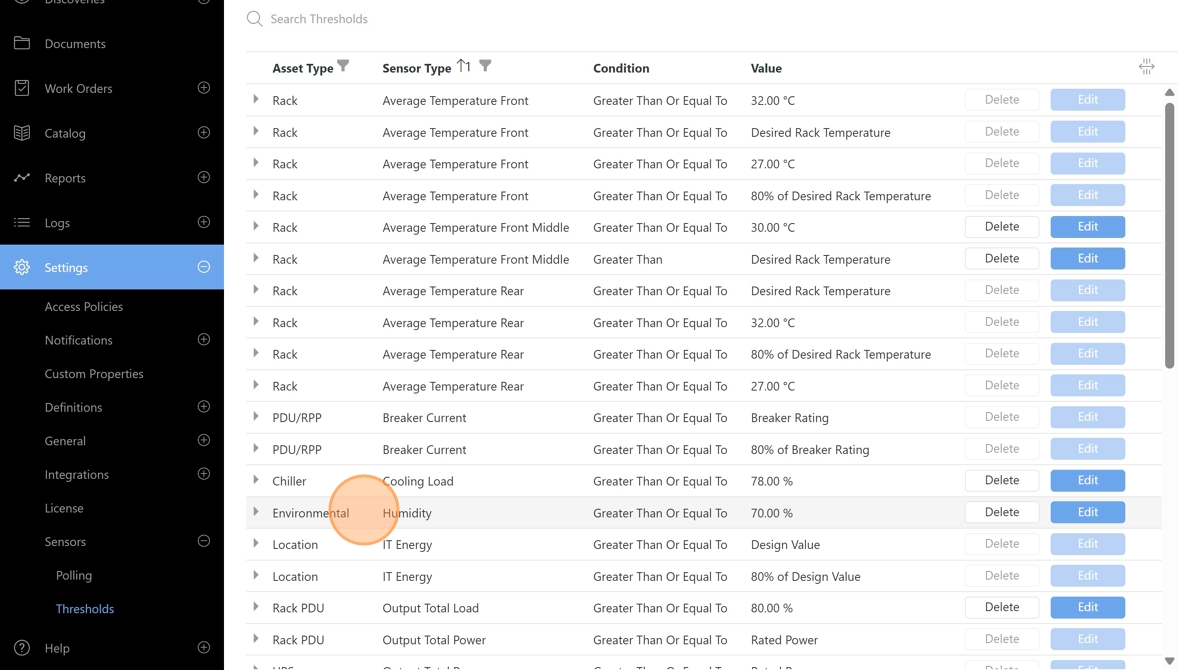 Discoveries
Documents
Work Orders
Catalog
Reports
Logs
Settings
Access Policies
Notifications
Custom Properties
Definitions
General
Integrations
License
Sensors
Polling
Thresholds
Help
Search Thresholds
Asset Type Sensor Type 1 Condition Value
Rack Average Temperature Front Greater Than Or Equal To 32.00 °C Delete Edit
Rack Average Temperature Front Greater Than Or Equal To Desired Rack Temperature Delete Edit
Rack Average Temperature Front Greater Than Or Equal To 27.00 °C Delete Edit
Rack Average Temperature Front Greater Than Or Equal To 80% of Desired Rack Temperature Delete Edit
Rack Average Temperature Front Middle Greater Than Or Equal To 30.00 °C Delete Edit
Rack Average Temperature Front Middle Greater Than Desired Rack Temperature Delete Edit
Rack Average Temperature Rear Greater Than Or Equal To Desired Rack Temperature Delete Edit
Rack Average Temperature Rear Greater Than Or Equal To 32.00 °C Delete Edit
Rack Average Temperature Rear Greater Than Or Equal To 80% of Desired Rack Temperature Delete Edit
Rack Average Temperature Rear Greater Than Or Equal To 27.00 °C Delete Edit
PDU/RPP Breaker Current Greater Than Or Equal To Breaker Rating Delete Edit
PDU/RPP Breaker Current Greater Than Or Equal To 80% of Breaker Rating Delete Edit
Chiller Cooling Load Greater Than Or Equal To 78.00 % Delete Edit
Environmental Humidity Greater Than Or Equal To 70.00 % Delete Edit
Location IT Energy Greater Than Or Equal To Design Value Delete Edit
Location IT Energy Greater Than Or Equal To 80% of Design Value Delete Edit
Rack PDU Output Total Load Greater Than Or Equal To 80.00 % Delete Edit
Rack PDU Output Total Power Greater Than Or Equal To Rated Power Delete Edit